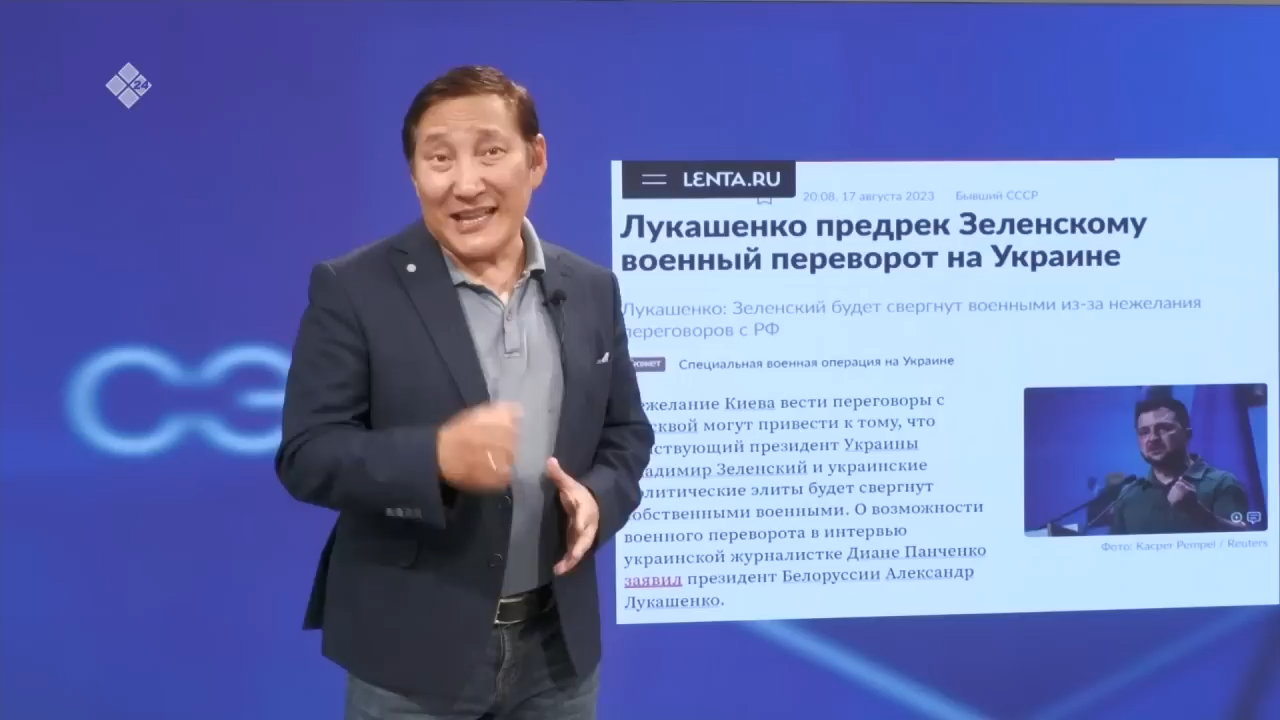 24
LENTA.RU
20:08, 17 августа 2023 Бывший СССР
Лукашенко предрек Зеленскому
военный переворот на Украине
Лукашенко: Зеленский будет свергнут военными из-за нежелания
переговоров с РФ
Специальная военная операция на Украине
Киева вести переговоры с
могут привести к тому, что
президент Украины
Зеленский и украинские
элиты будет свергнут
военными. О возможности
военного переворота в интервью
украинской журналистке Диане Панченко
заявил президент Белоруссии Александр
Лукашенко.
Фото: Kacper Pempel / Reuters